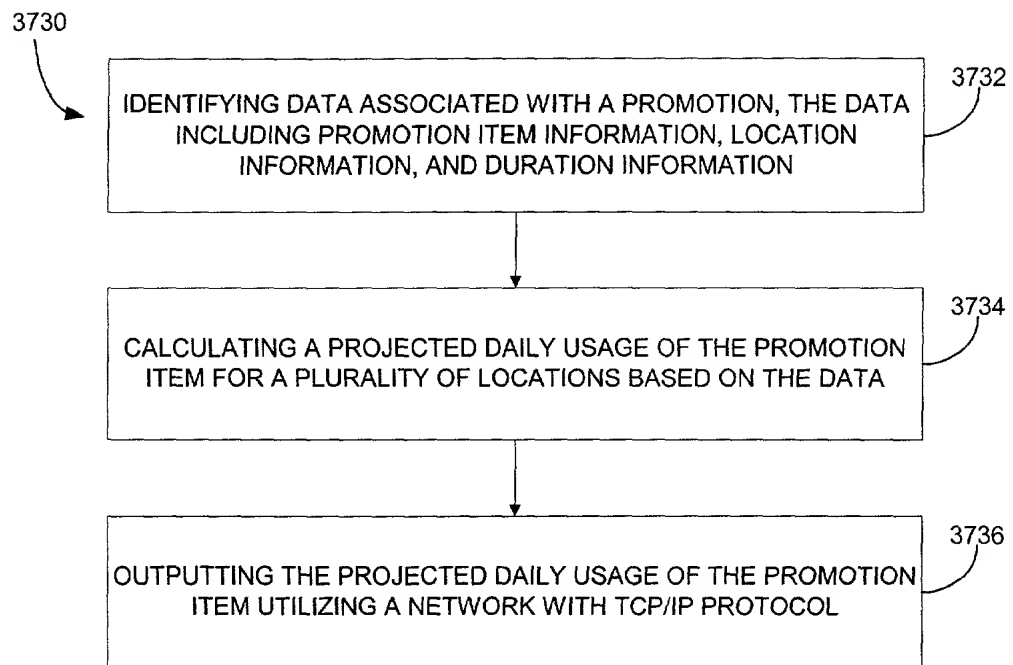 3730
3732
IDENTIFYING DATA ASSOCIATED WITH A PROMOTION, THE DATA
INCLUDING PROMOTION ITEM INFORMATION, LOCATION
INFORMATION, AND DURATION INFORMATION
3734
CALCULATING A PROJECTED DAILY USAGE OF THE PROMOTION
ITEM FOR A PLURALITY OF LOCATIONS BASED ON THE DATA
3736
OUTPUTTING THE PROJECTED DAILY USAGE OF THE PROMOTION
ITEM UTILIZING A NETWORK WITH TCP/IP PROTOCOL